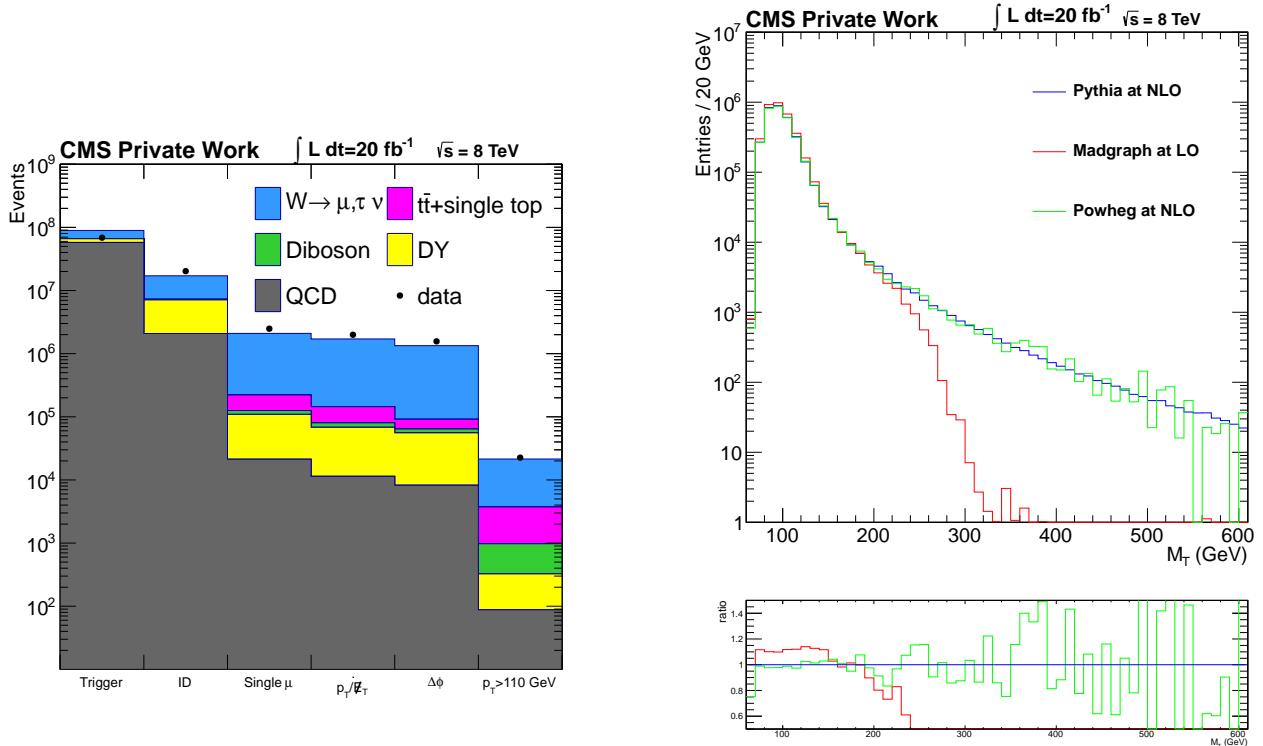 CMS Private Work ∫ L dt=20 fb⁻¹ √s = 8 TeV
Events
10⁹
10⁸
10⁷
10⁶
10⁵
10⁴
10³
10²
W→ μ,τ ν
tt̄+single top
Diboson
DY
QCD
data
Trigger ID Single μ p_T/E̸_T Δϕ p_T>110 GeV
CMS Private Work ∫ L dt=20 fb⁻¹ √s = 8 TeV
Entries / 20 GeV
10⁷
10⁶
10⁵
10⁴
10³
10²
10
1
Pythia at NLO
Madgraph at LO
Powheg at NLO
100 200 300 400 500 600
M_T (GeV)
ratio
1.4
1.2
1.0
0.8
0.6
100 200 300 400 500 600
M_T (GeV)